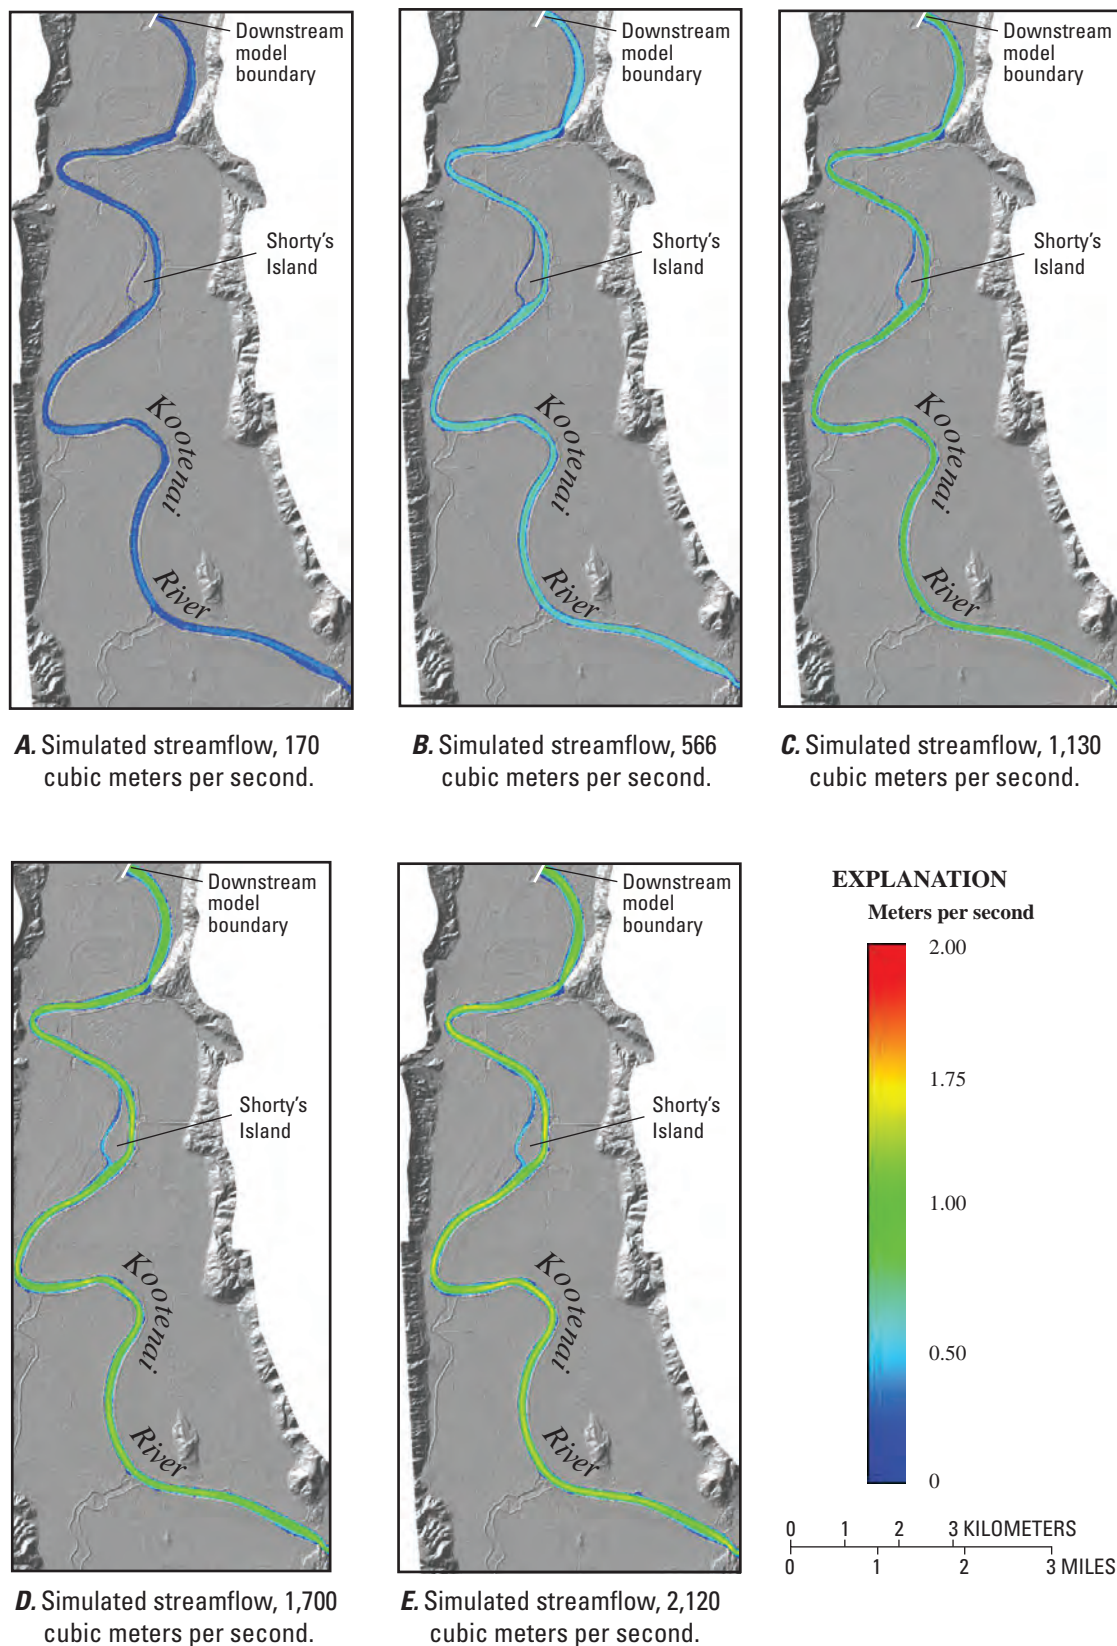 Downstream
model
boundary
Shorty's
Island
Kootenai
River
A. Simulated streamflow, 170
cubic meters per second.
Downstream
model
boundary
Shorty's
Island
Kootenai
River
B. Simulated streamflow, 566
cubic meters per second.
Downstream
model
boundary
Shorty's
Island
Kootenai
River
C. Simulated streamflow, 1,130
cubic meters per second.
Downstream
model
boundary
Shorty's
Island
Kootenai
River
D. Simulated streamflow, 1,700
cubic meters per second.
Downstream
model
boundary
Shorty's
Island
Kootenai
River
E. Simulated streamflow, 2,120
cubic meters per second.
EXPLANATION
Meters per second
2.00
1.75
1.00
0.50
0
0 1 2 3 KILOMETERS
0 1 2 3 MILES